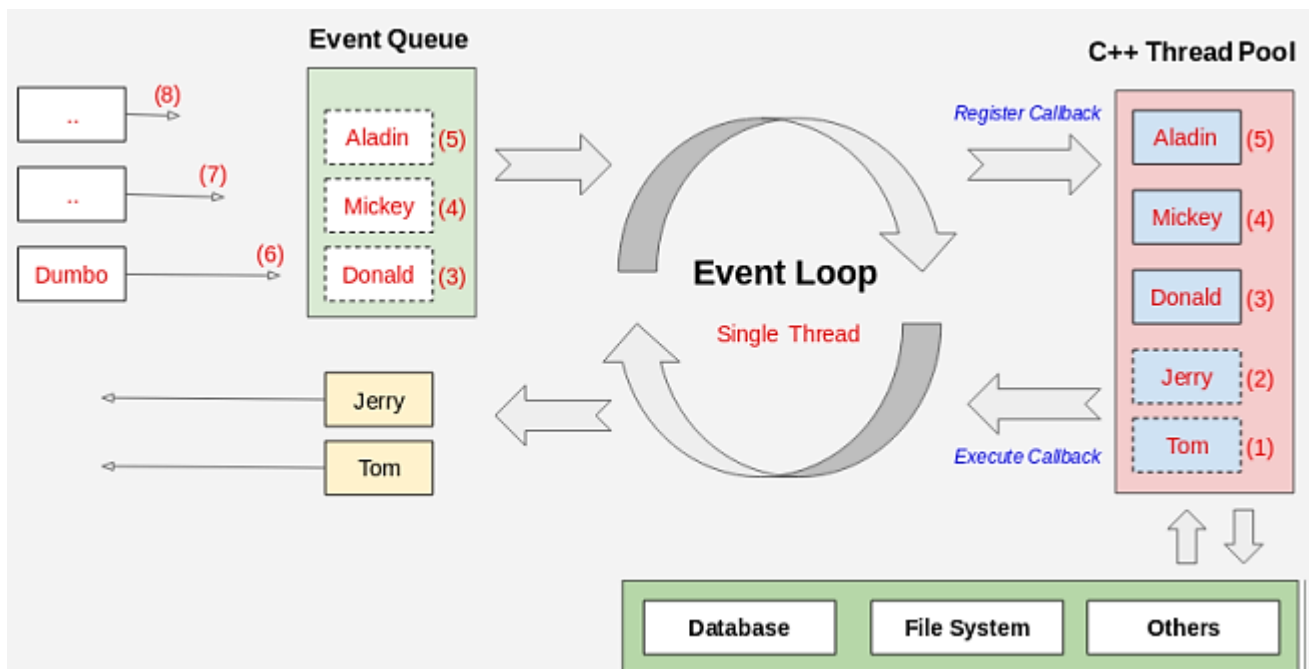 Event Queue
C++ Thread Pool
..
(8)
..
(7)
Dumbo
(6)
Aladin
(5)
Mickey
(4)
Donald
(3)
Register Callback
Event Loop
Single Thread
Execute Callback
Aladin
(5)
Mickey
(4)
Donald
(3)
Jerry
(2)
Tom
(1)
Jerry
Tom
Database
File System
Others